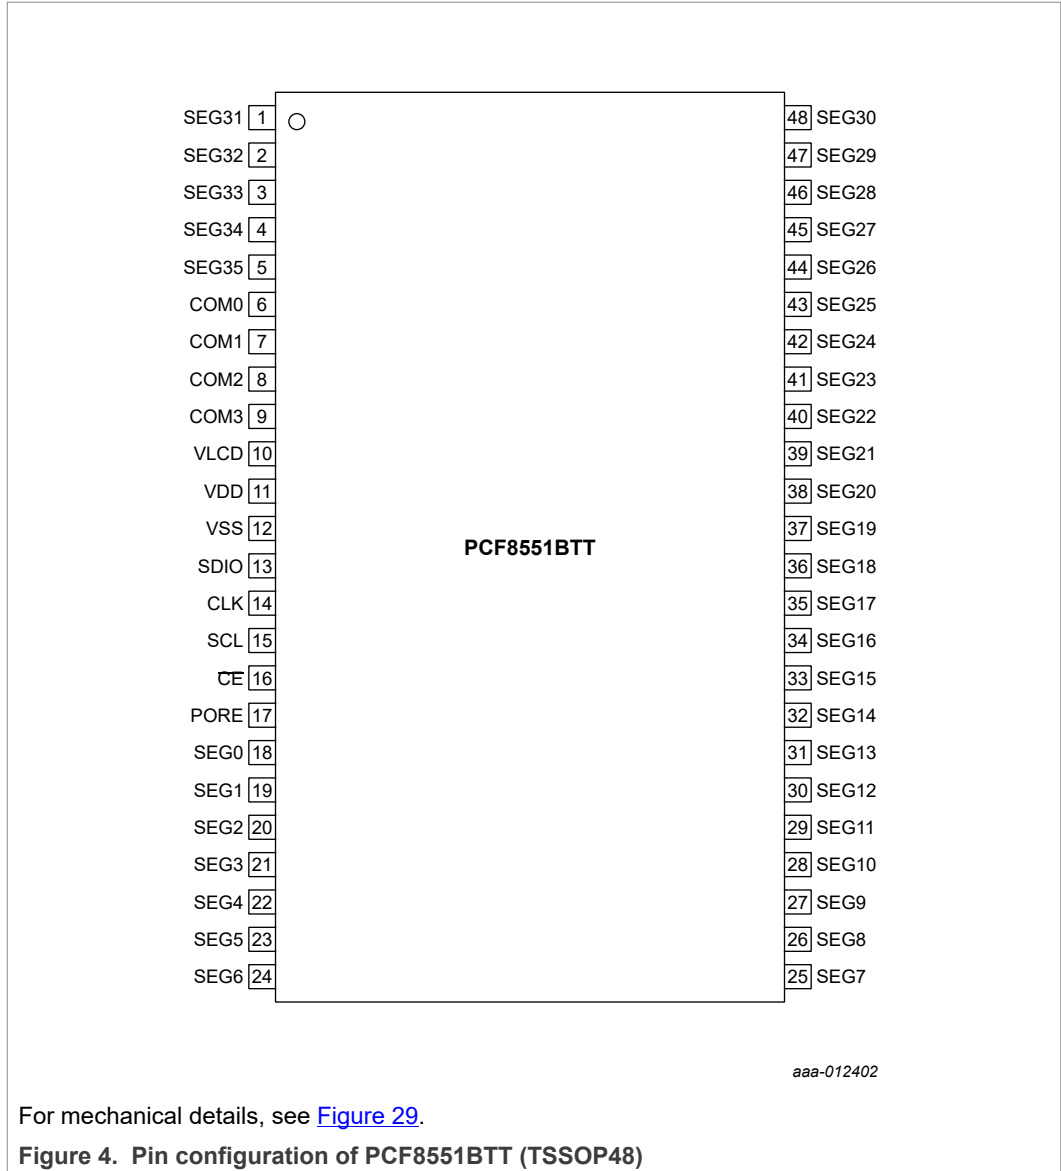 SEG31 1
SEG32 2
SEG33 3
SEG34 4
SEG35 5
COM0 6
COM1 7
COM2 8
COM3 9
VLCD 10
VDD 11
VSS 12
SDIO 13
CLK 14
SCL 15
CE 16
PORE 17
SEG0 18
SEG1 19
SEG2 20
SEG3 21
SEG4 22
SEG5 23
SEG6 24
PCF8551BTT
48 SEG30
47 SEG29
46 SEG28
45 SEG27
44 SEG26
43 SEG25
42 SEG24
41 SEG23
40 SEG22
39 SEG21
38 SEG20
37 SEG19
36 SEG18
35 SEG17
34 SEG16
33 SEG15
32 SEG14
31 SEG13
30 SEG12
29 SEG11
28 SEG10
27 SEG9
26 SEG8
25 SEG7
aaa-012402
For mechanical details, see Figure 29.
Figure 4. Pin configuration of PCF8551BTT (TSSOP48)